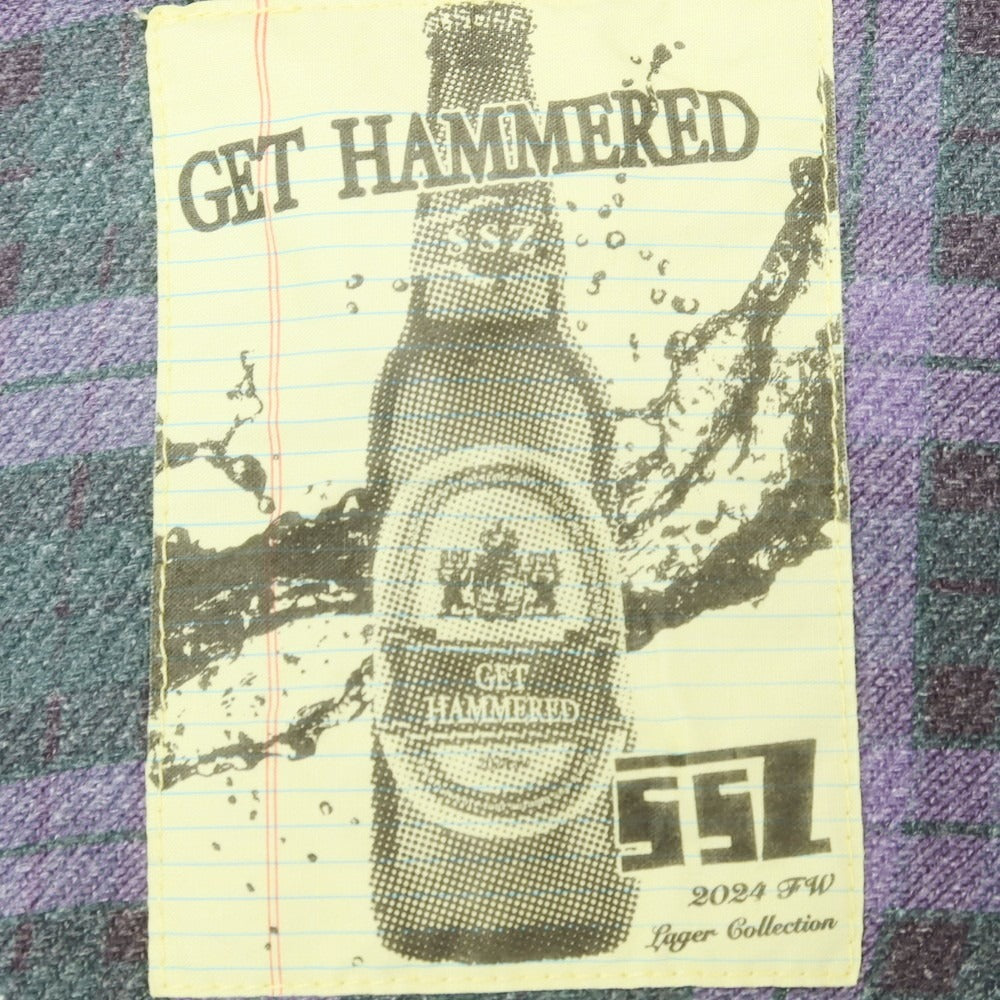 GET HAMMERED
SSZ
GET
HAMMERED
SSZ
2024 FW
Lager Collection